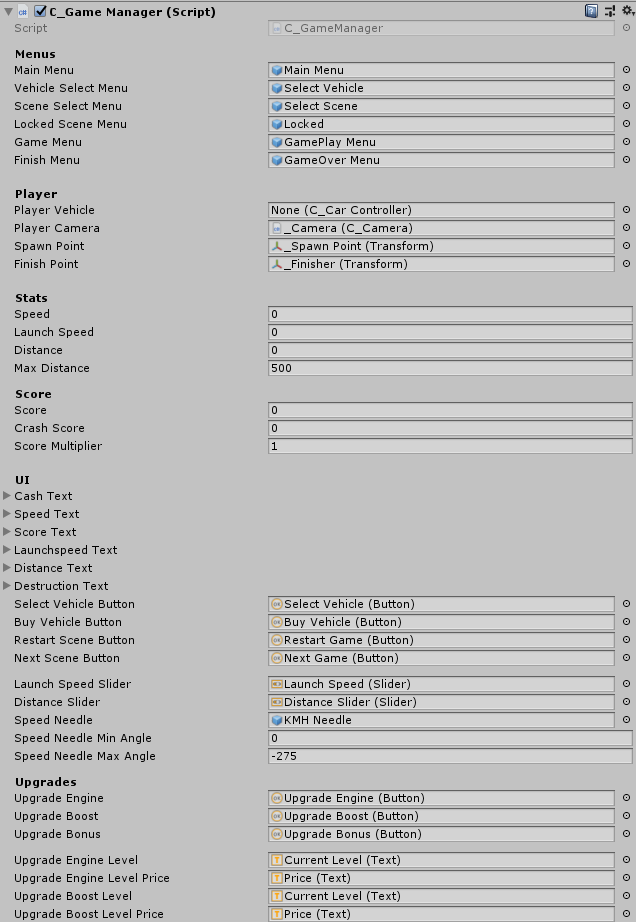 C_Game Manager (Script)
Script C_GameManager
Menus
Main Menu Main Menu
Vehicle Select Menu Select Vehicle
Scene Select Menu Select Scene
Locked Scene Menu Locked
Game Menu GamePlay Menu
Finish Menu GameOver Menu
Player
Player Vehicle None (C_Car Controller)
Player Camera _Camera (C_Camera)
Spawn Point _Spawn Point (Transform)
Finish Point _Finisher (Transform)
Stats
Speed 0
Launch Speed 0
Distance 0
Max Distance 500
Score
Score 0
Crash Score 0
Score Multiplier 1
UI
Cash Text
Speed Text
Score Text
Launchspeed Text
Distance Text
Destruction Text
Select Vehicle Button Select Vehicle (Button)
Buy Vehicle Button Buy Vehicle (Button)
Restart Scene Button Restart Game (Button)
Next Scene Button Next Game (Button)
Launch Speed Slider Launch Speed (Slider)
Distance Slider Distance Slider (Slider)
Speed Needle KMH Needle
Speed Needle Min Angle 0
Speed Needle Max Angle -275
Upgrades
Upgrade Engine Upgrade Engine (Button)
Upgrade Boost Upgrade Boost (Button)
Upgrade Bonus Upgrade Bonus (Button)
Upgrade Engine Level Current Level (Text)
Upgrade Engine Level Price Price (Text)
Upgrade Boost Level Current Level (Text)
Upgrade Boost Level Price Price (Text)